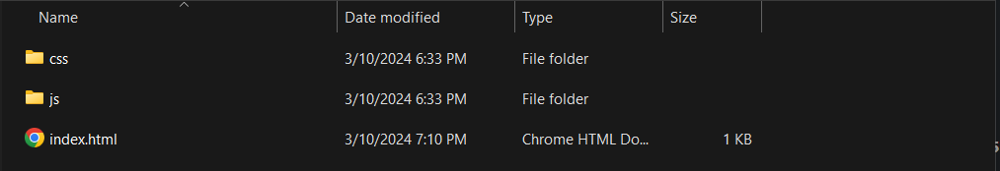 Name Date modified Type Size
css 3/10/2024 6:33 PM File folder
js 3/10/2024 6:33 PM File folder
index.html 3/10/2024 7:10 PM Chrome HTML Do... 1 KB